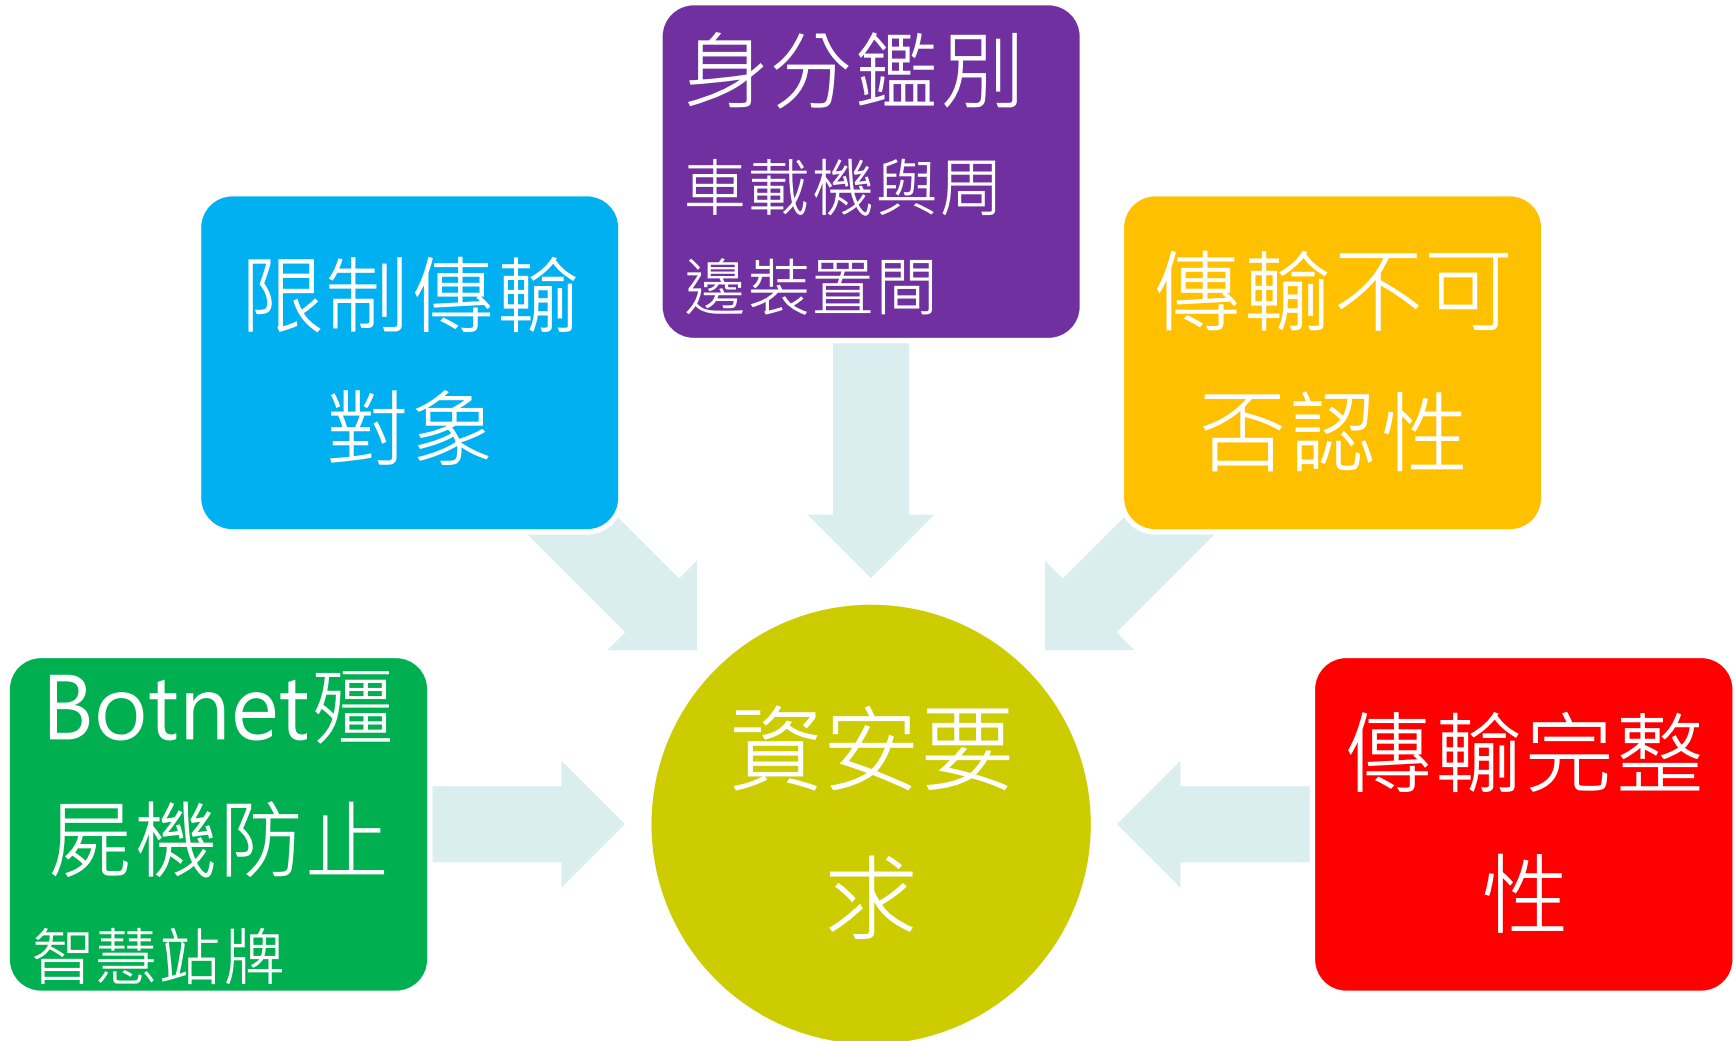 身分鑑別
車載機與周
邊裝置間
限制傳輸
對象
傳輸不可
否認性
Botnet殭
屍機防止
智慧站牌
資安要
求
傳輸完整
性